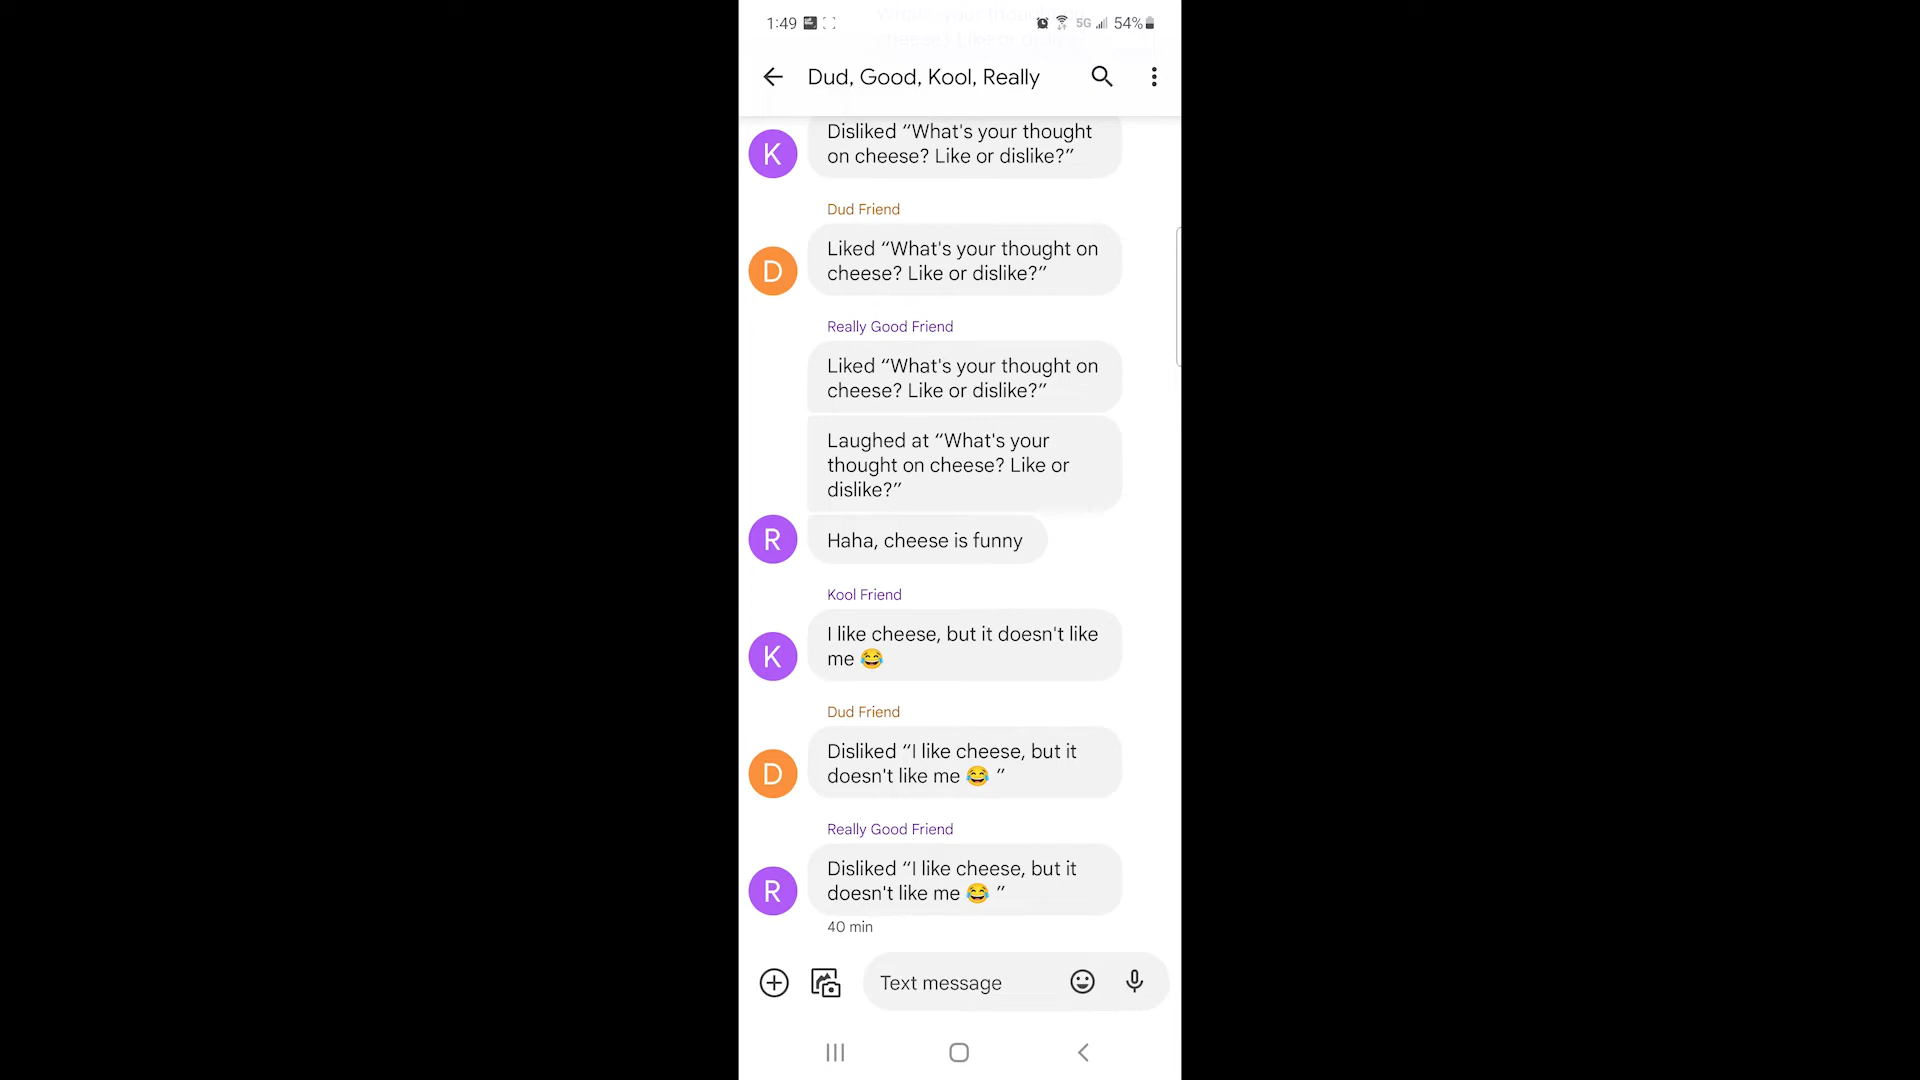 1:49 5G 54%
Dud, Good, Kool, Really
Disliked “What's your thought
on cheese? Like or dislike?”
K
Dud Friend
Liked “What's your thought on
cheese? Like or dislike?”
D
Really Good Friend
Liked “What's your thought on
cheese? Like or dislike?”
Laughed at “What's your
thought on cheese? Like or
dislike?”
R
Haha, cheese is funny
Kool Friend
I like cheese, but it doesn't like
me 😂
K
Dud Friend
Disliked “I like cheese, but it
doesn't like me 😂 ”
D
Really Good Friend
Disliked “I like cheese, but it
doesn't like me 😂 ”
R
40 min
Text message